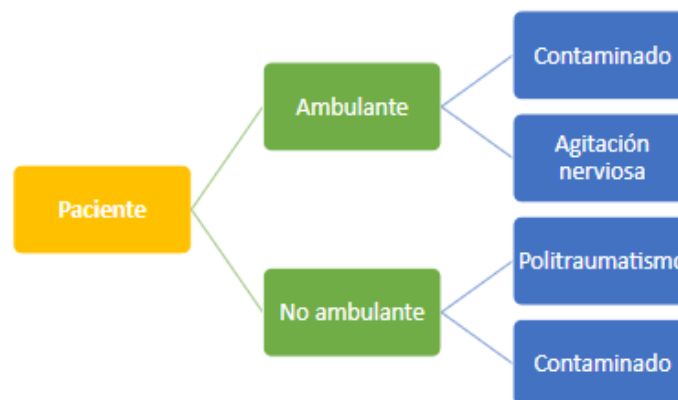 Contaminado
Ambulante
Agitación
nerviosa
Paciente
Politraumatismo
No ambulante
Contaminado